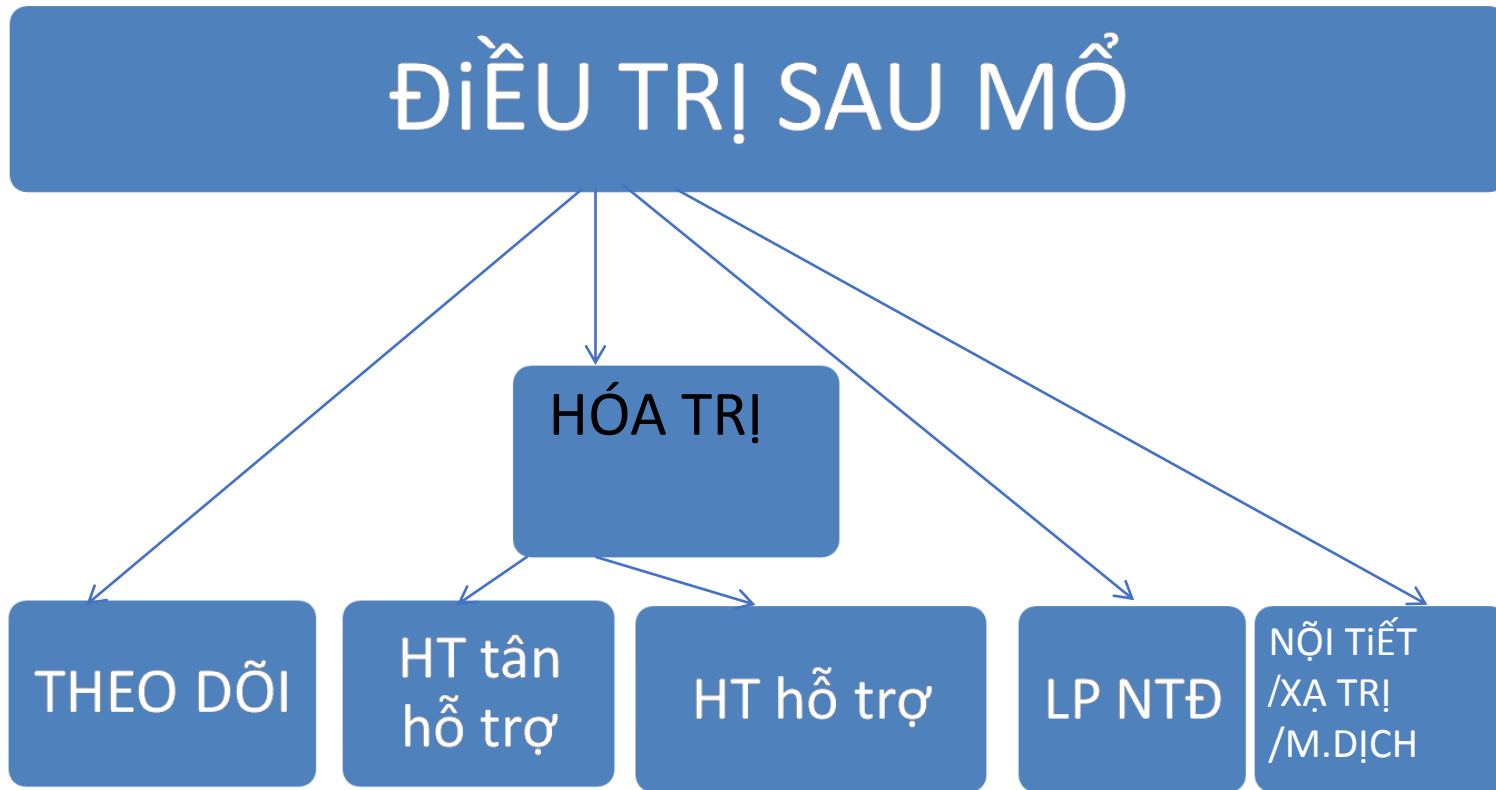 ĐiỀU TRỊ SAU MỔ
HÓA TRỊ
THEO DÕI
HT tân
hỗ trợ
HT hỗ trợ
LP NTĐ
NỘI TiẾT
/XẠ TRỊ
/M.DỊCH